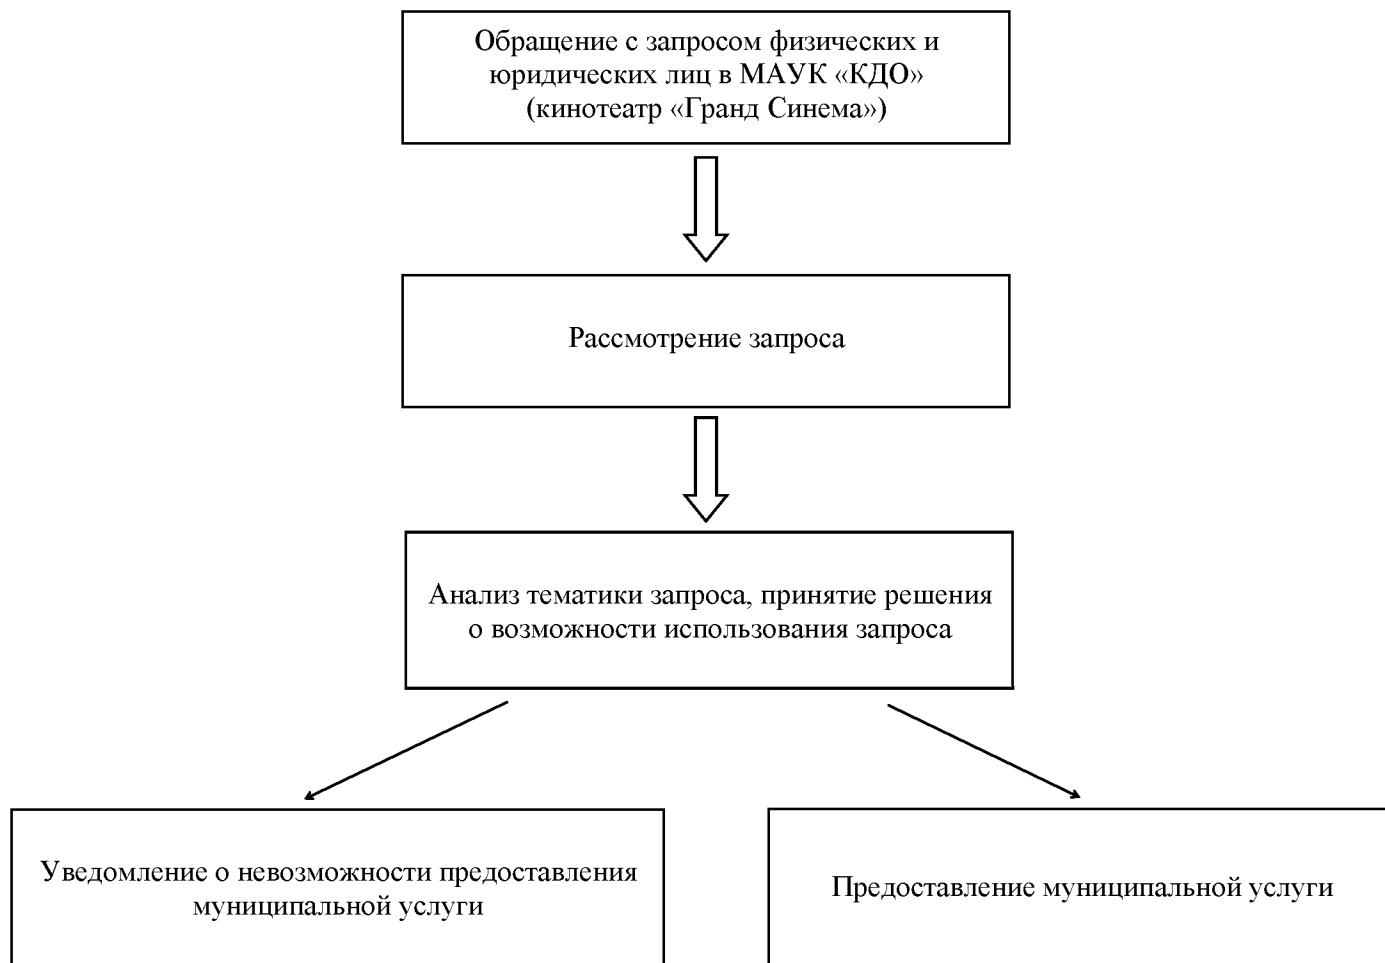 Обращение с запросом физических и
юридических лиц в МАУК «КДО»
(кинотеатр «Гранд Синема»)
Рассмотрение запроса
Анализ тематики запроса, принятие решения
о возможности использования запроса
Уведомление о невозможности предоставления
муниципальной услуги
Предоставление муниципальной услуги